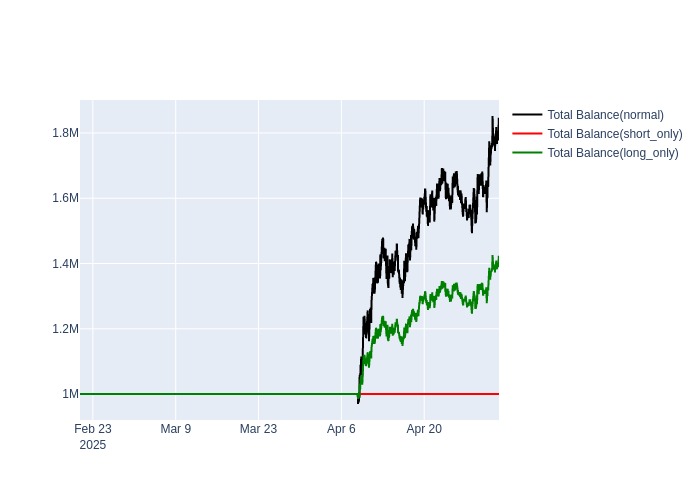 Total Balance(normal)
Total Balance(short_only)
Total Balance(long_only)
1.8M
1.6M
1.4M
1.2M
1M
Feb 23
2025
Mar 9
Mar 23
Apr 6
Apr 20